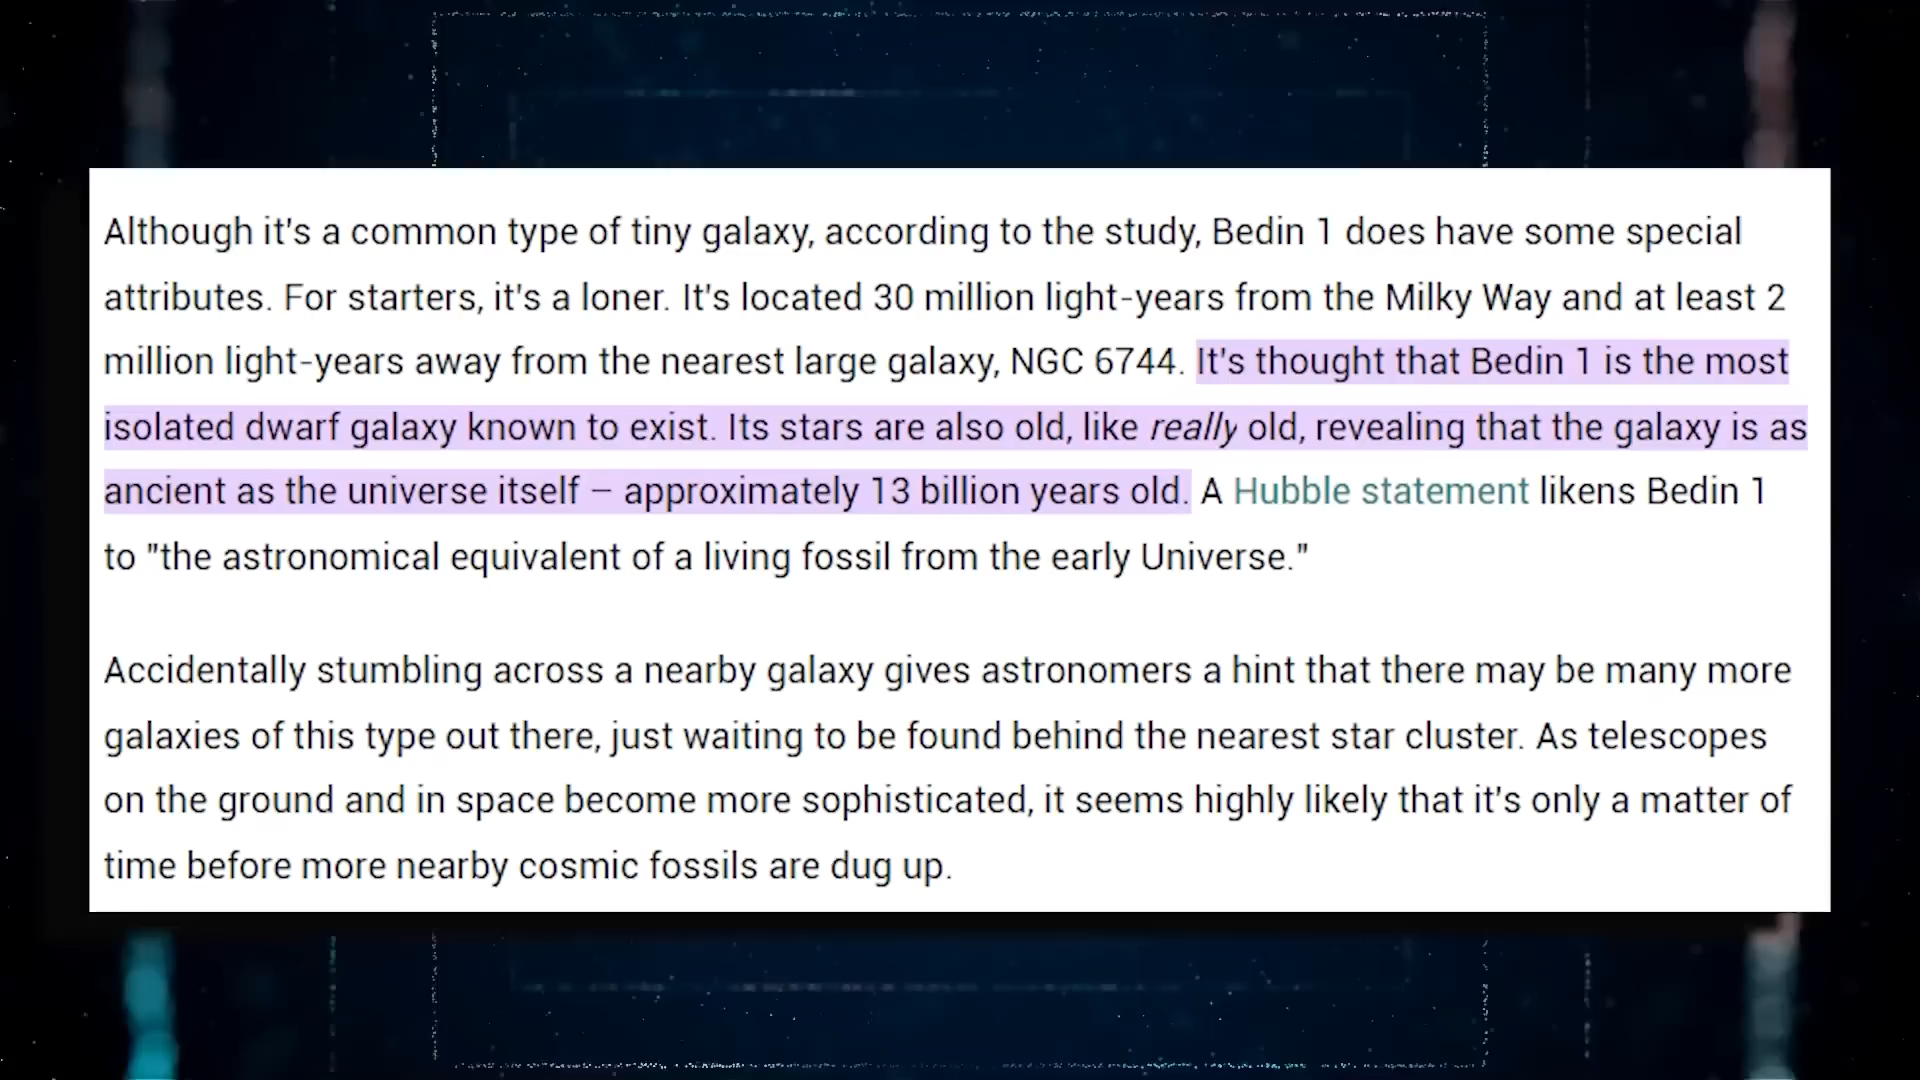 Although it's a common type of tiny galaxy, according to the study, Bedin 1 does have some special
attributes. For starters, it's a loner. It's located 30 million light-years from the Milky Way and at least 2
million light-years away from the nearest large galaxy, NGC 6744. It's thought that Bedin 1 is the most
isolated dwarf galaxy known to exist. Its stars are also old, like really old, revealing that the galaxy is as
ancient as the universe itself – approximately 13 billion years old. A Hubble statement likens Bedin 1
to "the astronomical equivalent of a living fossil from the early Universe."
Accidentally stumbling across a nearby galaxy gives astronomers a hint that there may be many more
galaxies of this type out there, just waiting to be found behind the nearest star cluster. As telescopes
on the ground and in space become more sophisticated, it seems highly likely that it's only a matter of
time before more nearby cosmic fossils are dug up.